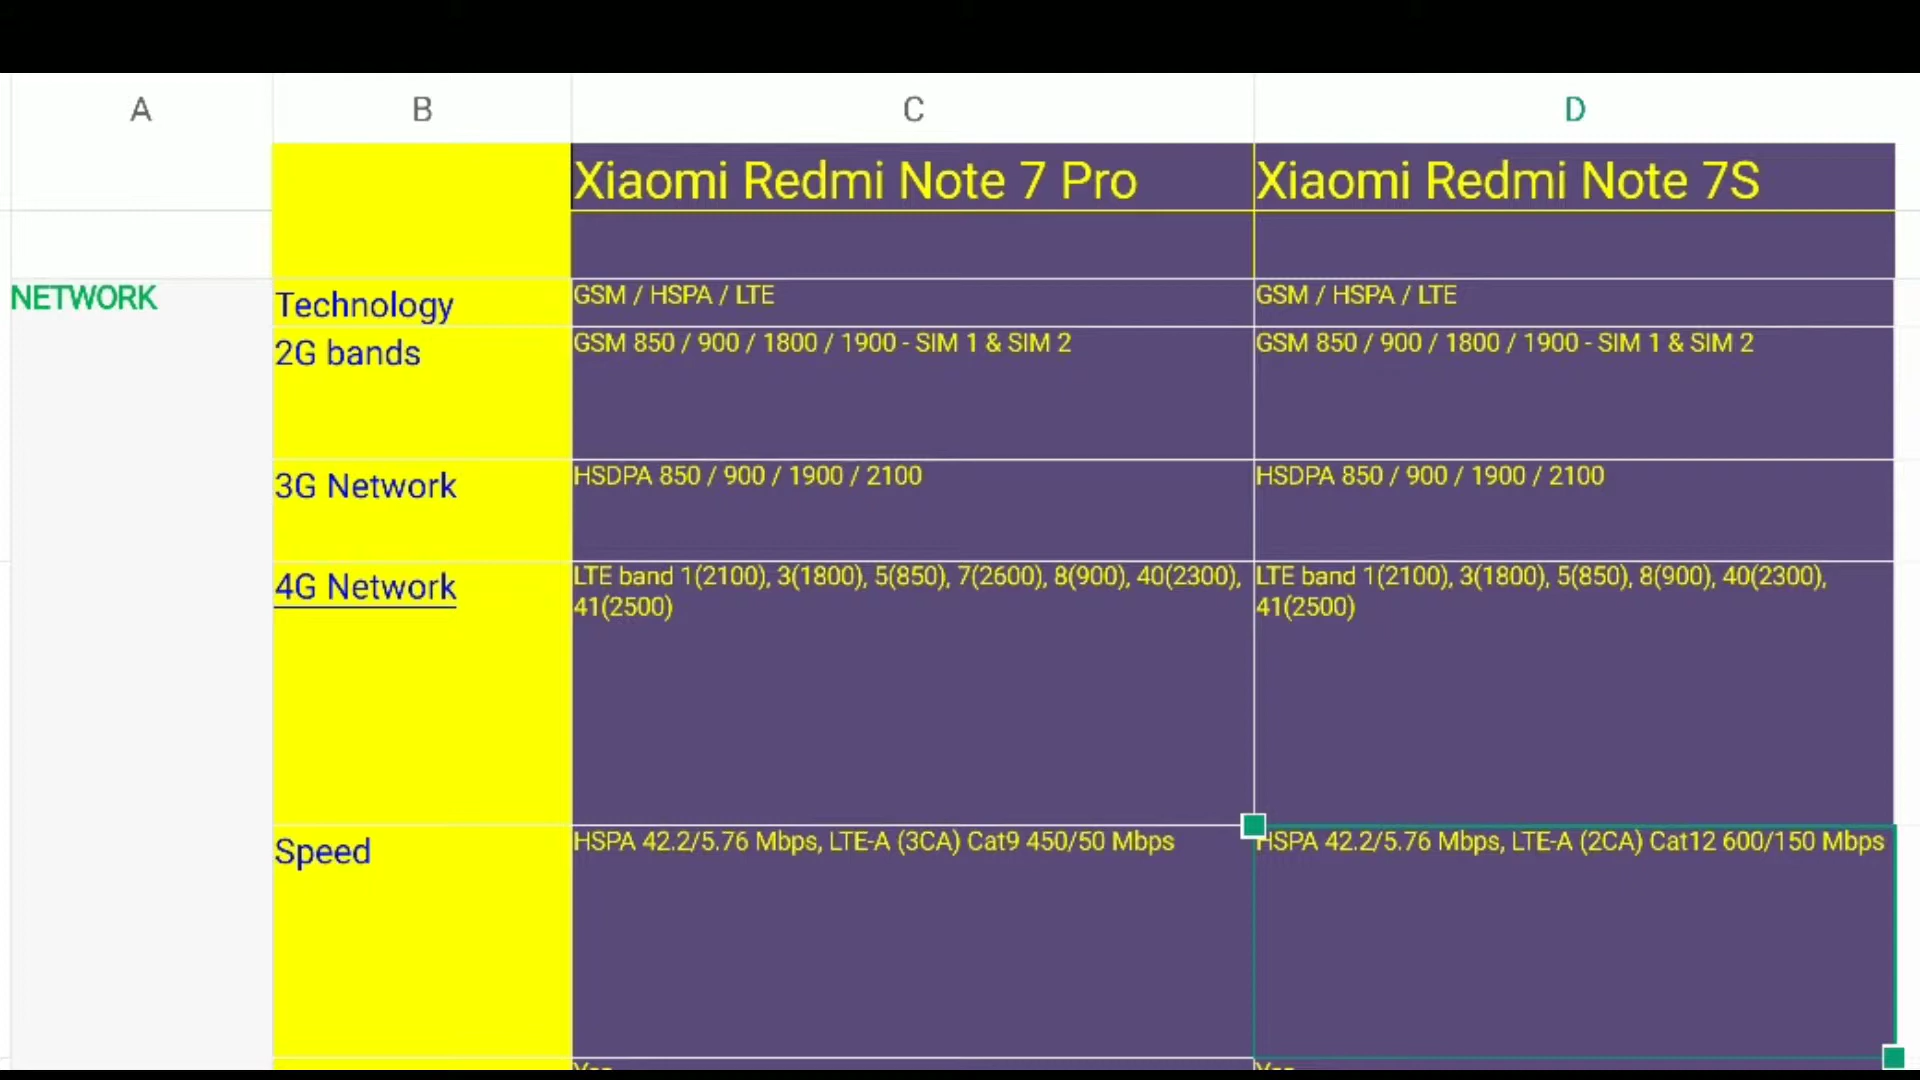 A B C D
Xiaomi Redmi Note 7 Pro Xiaomi Redmi Note 7S
NETWORK Technology GSM / HSPA / LTE GSM / HSPA / LTE
2G bands GSM 850 / 900 / 1800 / 1900 - SIM 1 & SIM 2 GSM 850 / 900 / 1800 / 1900 - SIM 1 & SIM 2
3G Network HSDPA 850 / 900 / 1900 / 2100 HSDPA 850 / 900 / 1900 / 2100
4G Network LTE band 1(2100), 3(1800), 5(850), 7(2600), 8(900), 40(2300), LTE band 1(2100), 3(1800), 5(850), 8(900), 40(2300),
41(2500) 41(2500)
Speed HSPA 42.2/5.76 Mbps, LTE-A (3CA) Cat9 450/50 Mbps HSPA 42.2/5.76 Mbps, LTE-A (2CA) Cat12 600/150 Mbps